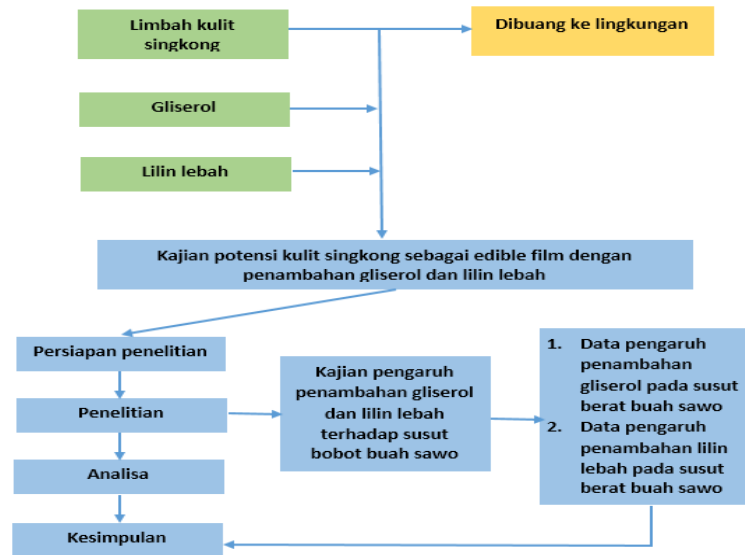 Limbah kulit
singkong
Dibuang ke lingkungan
Gliserol
Lilin lebah
Kajian potensi kulit singkong sebagai edible film dengan
penambahan gliserol dan lilin lebah
Persiapan penelitian
Penelitian
Analisa
Kesimpulan
Kajian pengaruh
penambahan gliserol
dan lilin lebah
terhadap susut
bobot buah sawo
1. Data pengaruh
penambahan
gliserol pada susut
berat buah sawo
2. Data pengaruh
penambahan lilin
lebah pada susut
berat buah sawo